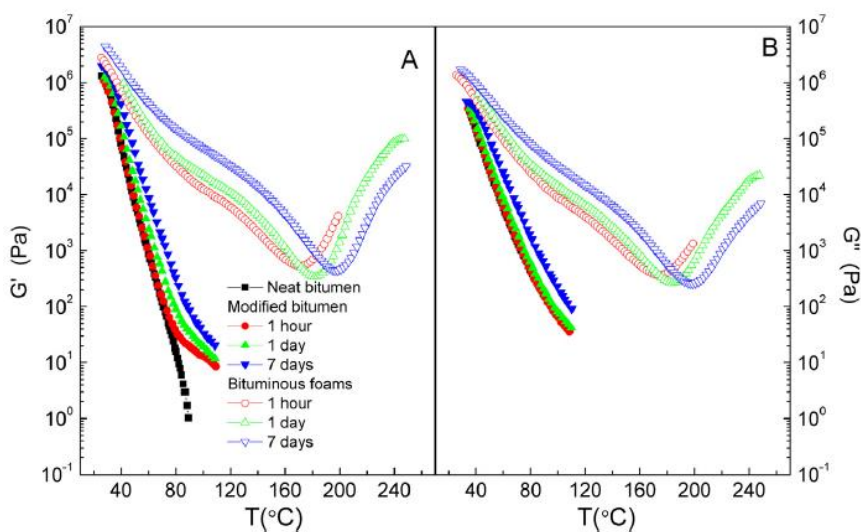 10⁷
10⁶
10⁵
10⁴
10³
10²
10¹
10⁰
10⁻¹
G' (Pa)
A
Neat bitumen
Modified bitumen
1 hour
1 day
7 days
Bituminous foams
1 hour
1 day
7 days
40 80 120 160 200 240
T(°C)
B
40 80 120 160 200 240
T(°C)
10⁷
10⁶
10⁵
10⁴
10³
10²
10¹
10⁰
10⁻¹
G'' (Pa)